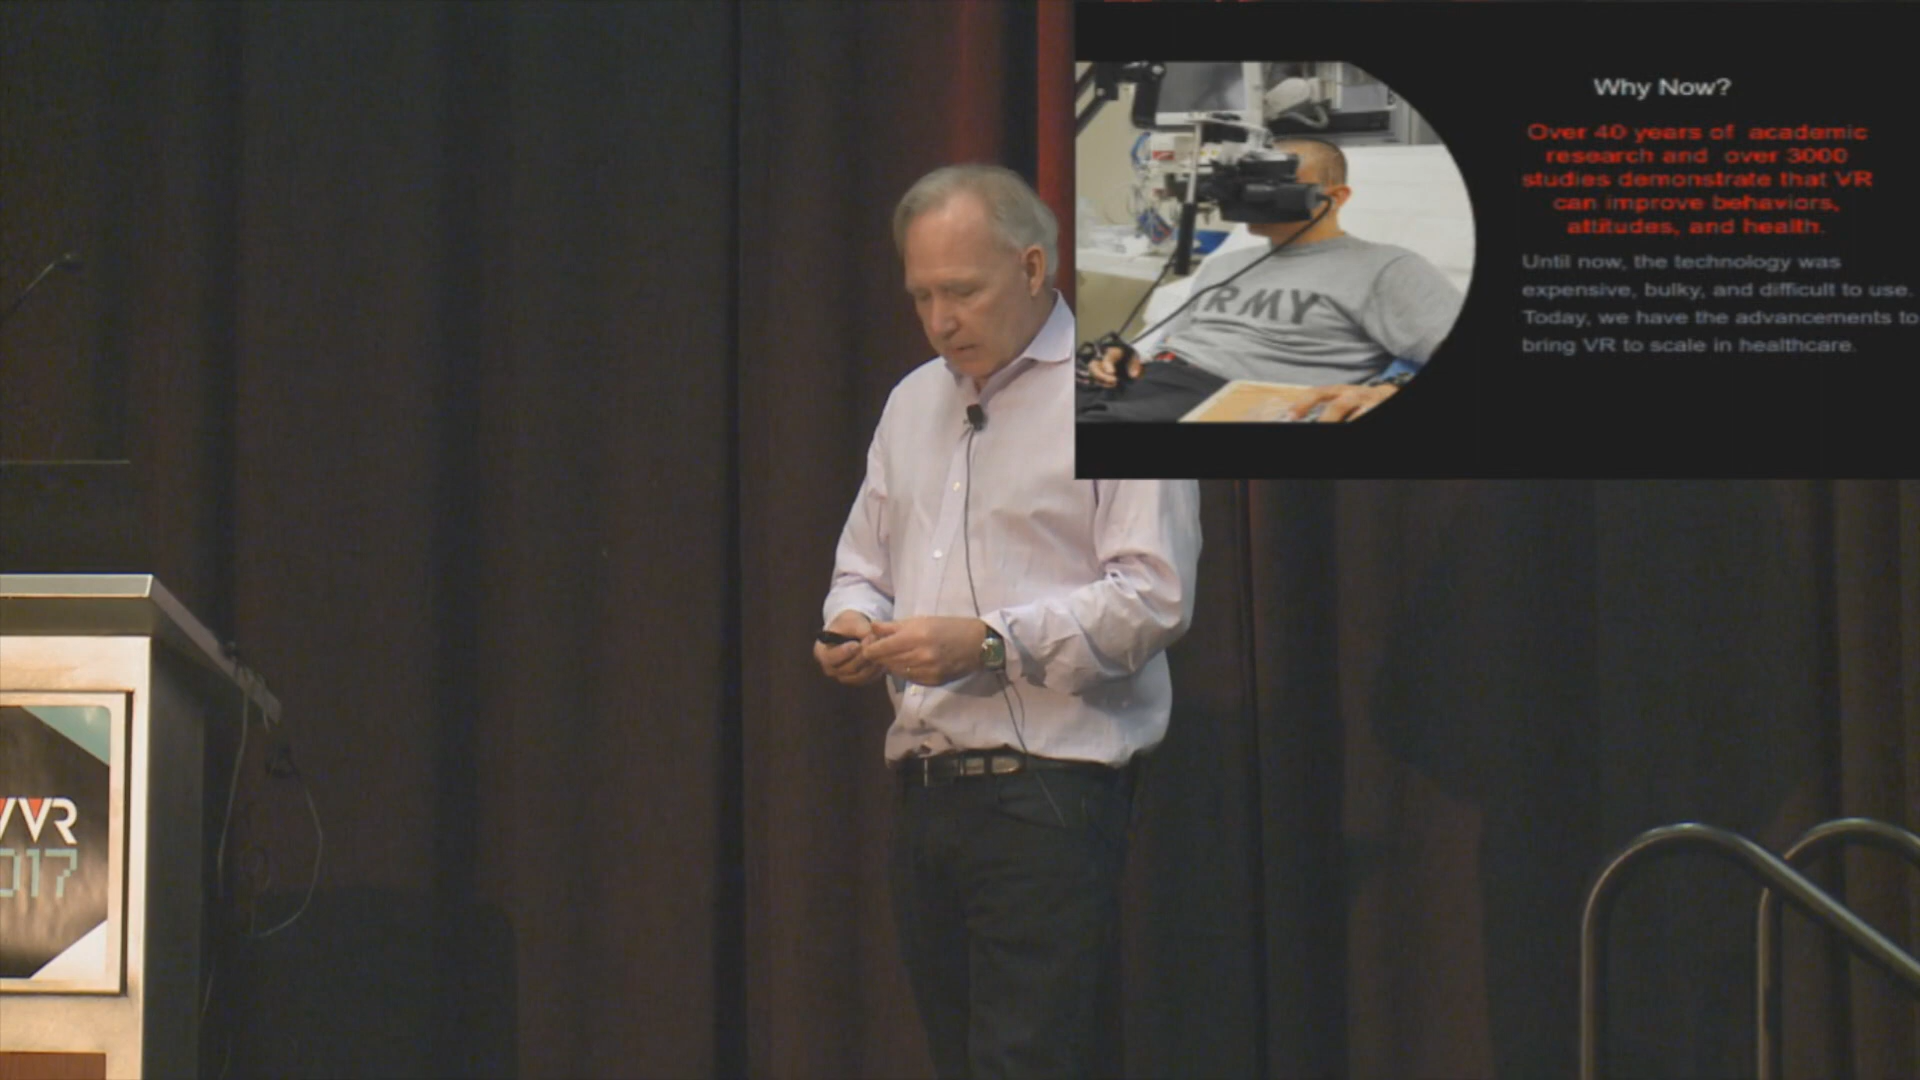 Why Now?
Over 40 years of academic
research and over 3000
studies demonstrate that VR
can improve behaviors,
attitudes, and health.
Until now, the technology was
expensive, bulky, and difficult to use.
Today, we have the advancements to
bring VR to scale in healthcare.
ARMY
VVR
017